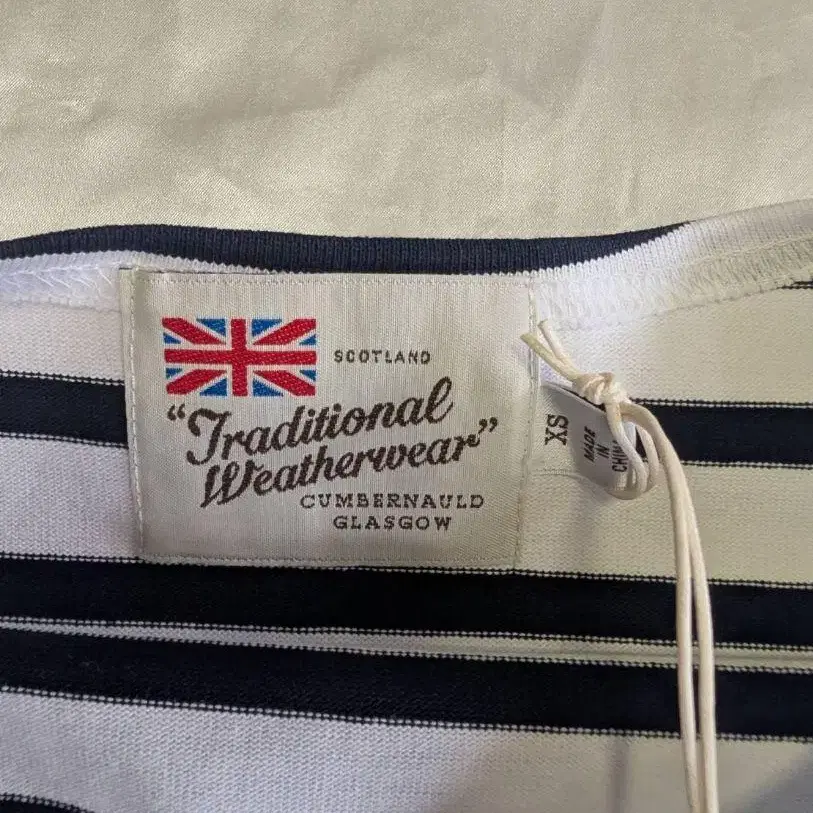 SCOTLAND
"Traditional
Weatherwear"
CUMBERNAULD
GLASGOW
XS
MADE
IN
CHINA